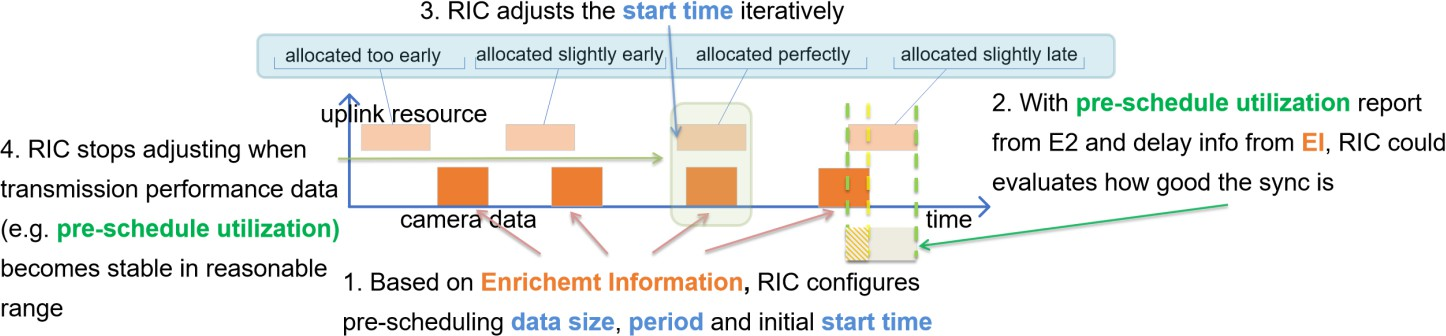 3. RIC adjusts the start time iteratively
allocated too early
allocated slightly early
allocated perfectly
allocated slightly late
uplink resource
camera data
time
2. With pre-schedule utilization report
from E2 and delay info from EI, RIC could
evaluates how good the sync is
4. RIC stops adjusting when
transmission performance data
(e.g. pre-schedule utilization)
becomes stable in reasonable
range
1. Based on Enrichemt Information, RIC configures
pre-scheduling data size, period and initial start time